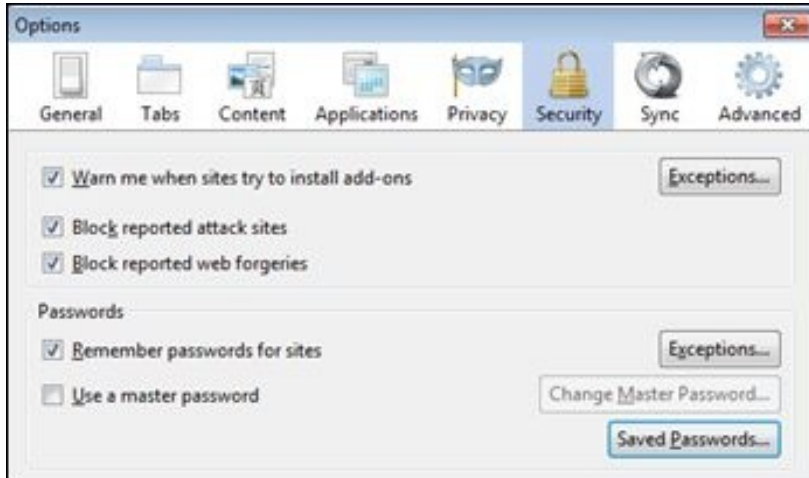 Options
General Tabs Content Applications Privacy Security Sync Advanced
Warn me when sites try to install add-ons Exceptions...
Block reported attack sites
Block reported web forgeries
Passwords
Remember passwords for sites Exceptions...
Use a master password Change Master Password...
Saved Passwords...